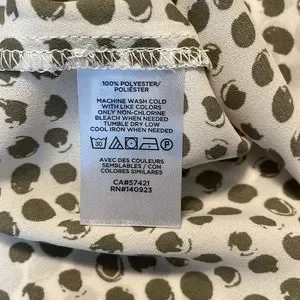 100% POLYESTER/
POLIÉSTER
MACHINE WASH COLD
WITH LIKE COLORS
ONLY NON-CHLORINE
BLEACH WHEN NEEDED
TUMBLE DRY LOW
COOL IRON WHEN NEEDED
AVEC DES COULEURS
SEMBLABLES / CON
COLORES SIMILARES
CA#57421
RN#140923